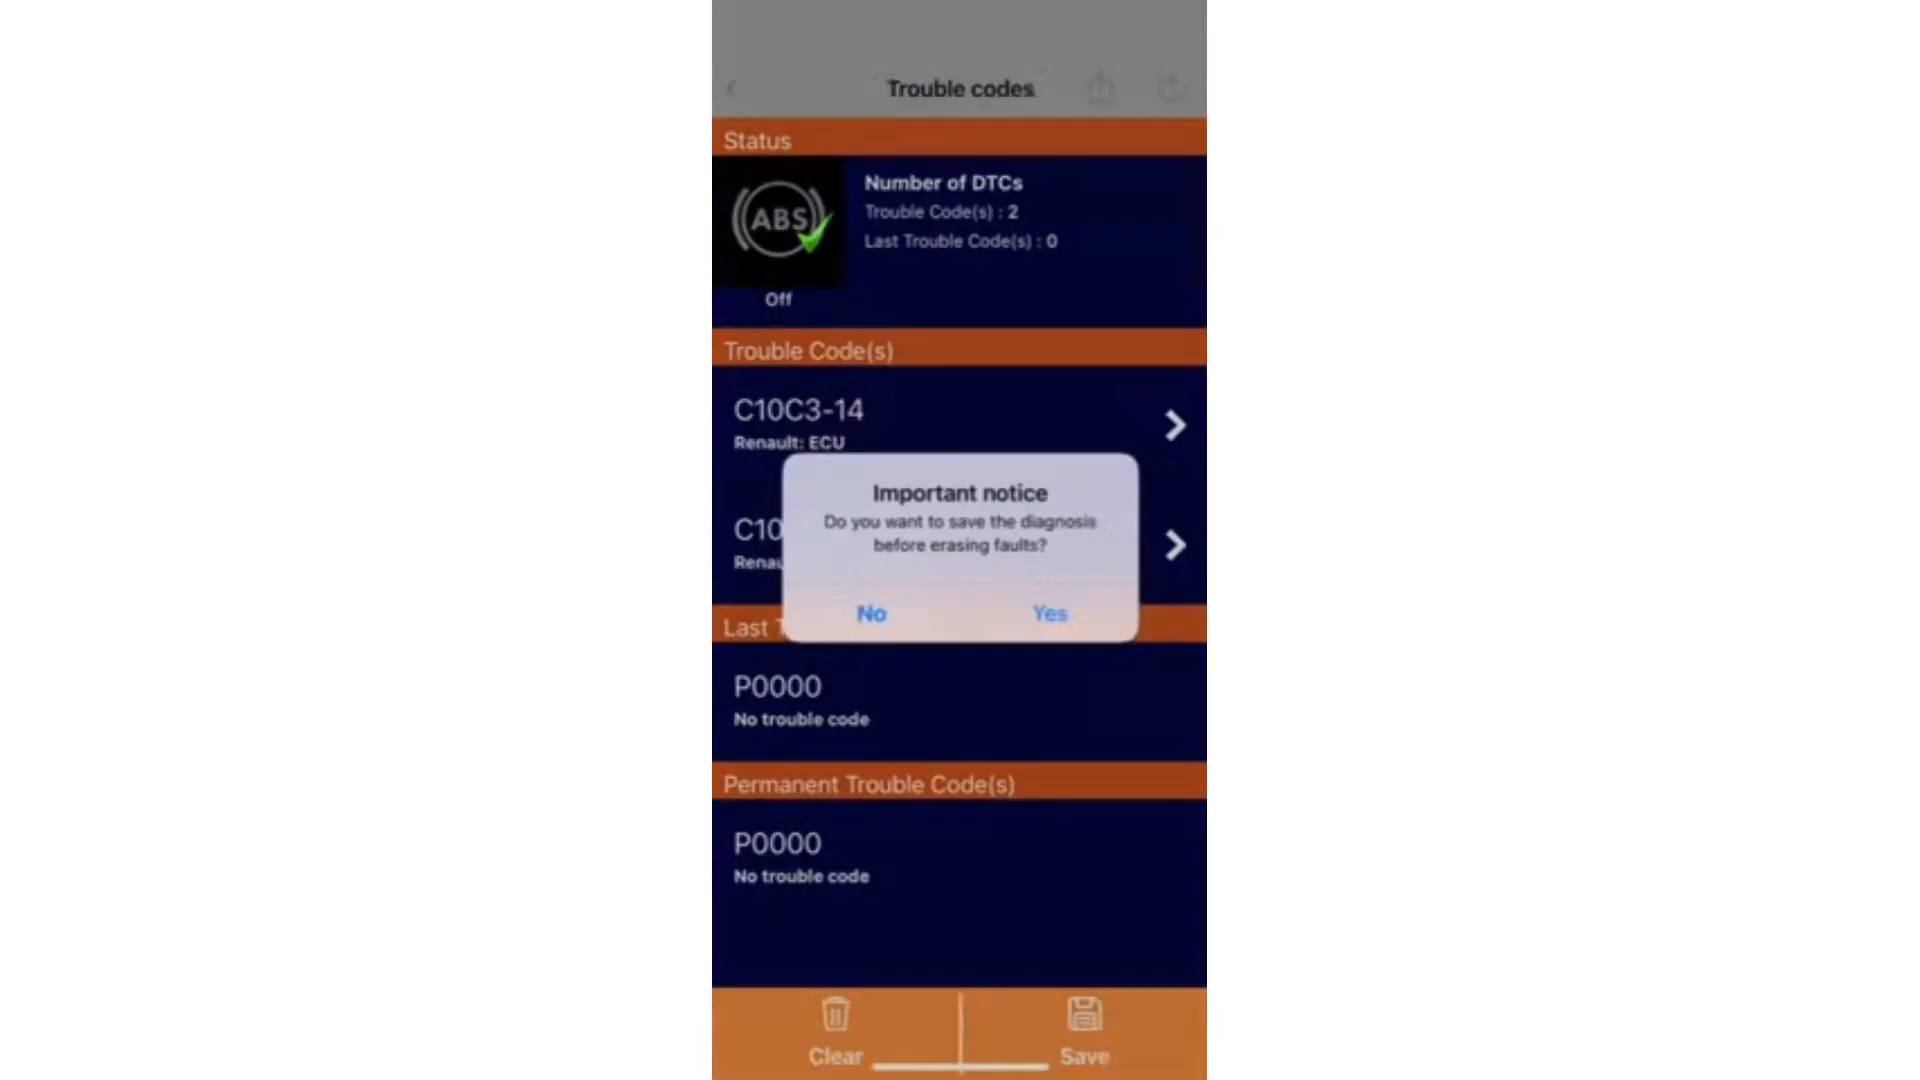 Trouble codes
Status
ABS
Number of DTCs
Trouble Code(s) : 2
Last Trouble Code(s) : 0
Off
Trouble Code(s)
C10C3-14
Renault: ECU
Important notice
Do you want to save the diagnosis
before erasing faults?
No
Yes
C10
Last
P0000
No trouble code
Permanent Trouble Code(s)
P0000
No trouble code
Clear
Save